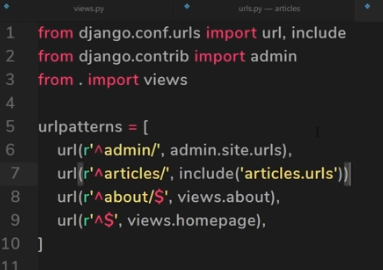 views.py urls.py — articles
1 from django.conf.urls import url, include
2 from django.contrib import admin
3 from . import views
4
5 urlpatterns = [
6 url(r'^admin/', admin.site.urls),
7 url(r'^articles/', include('articles.urls'))
8 url(r'^about/$', views.about),
9 url(r'^$', views.homepage),
10 ]
11